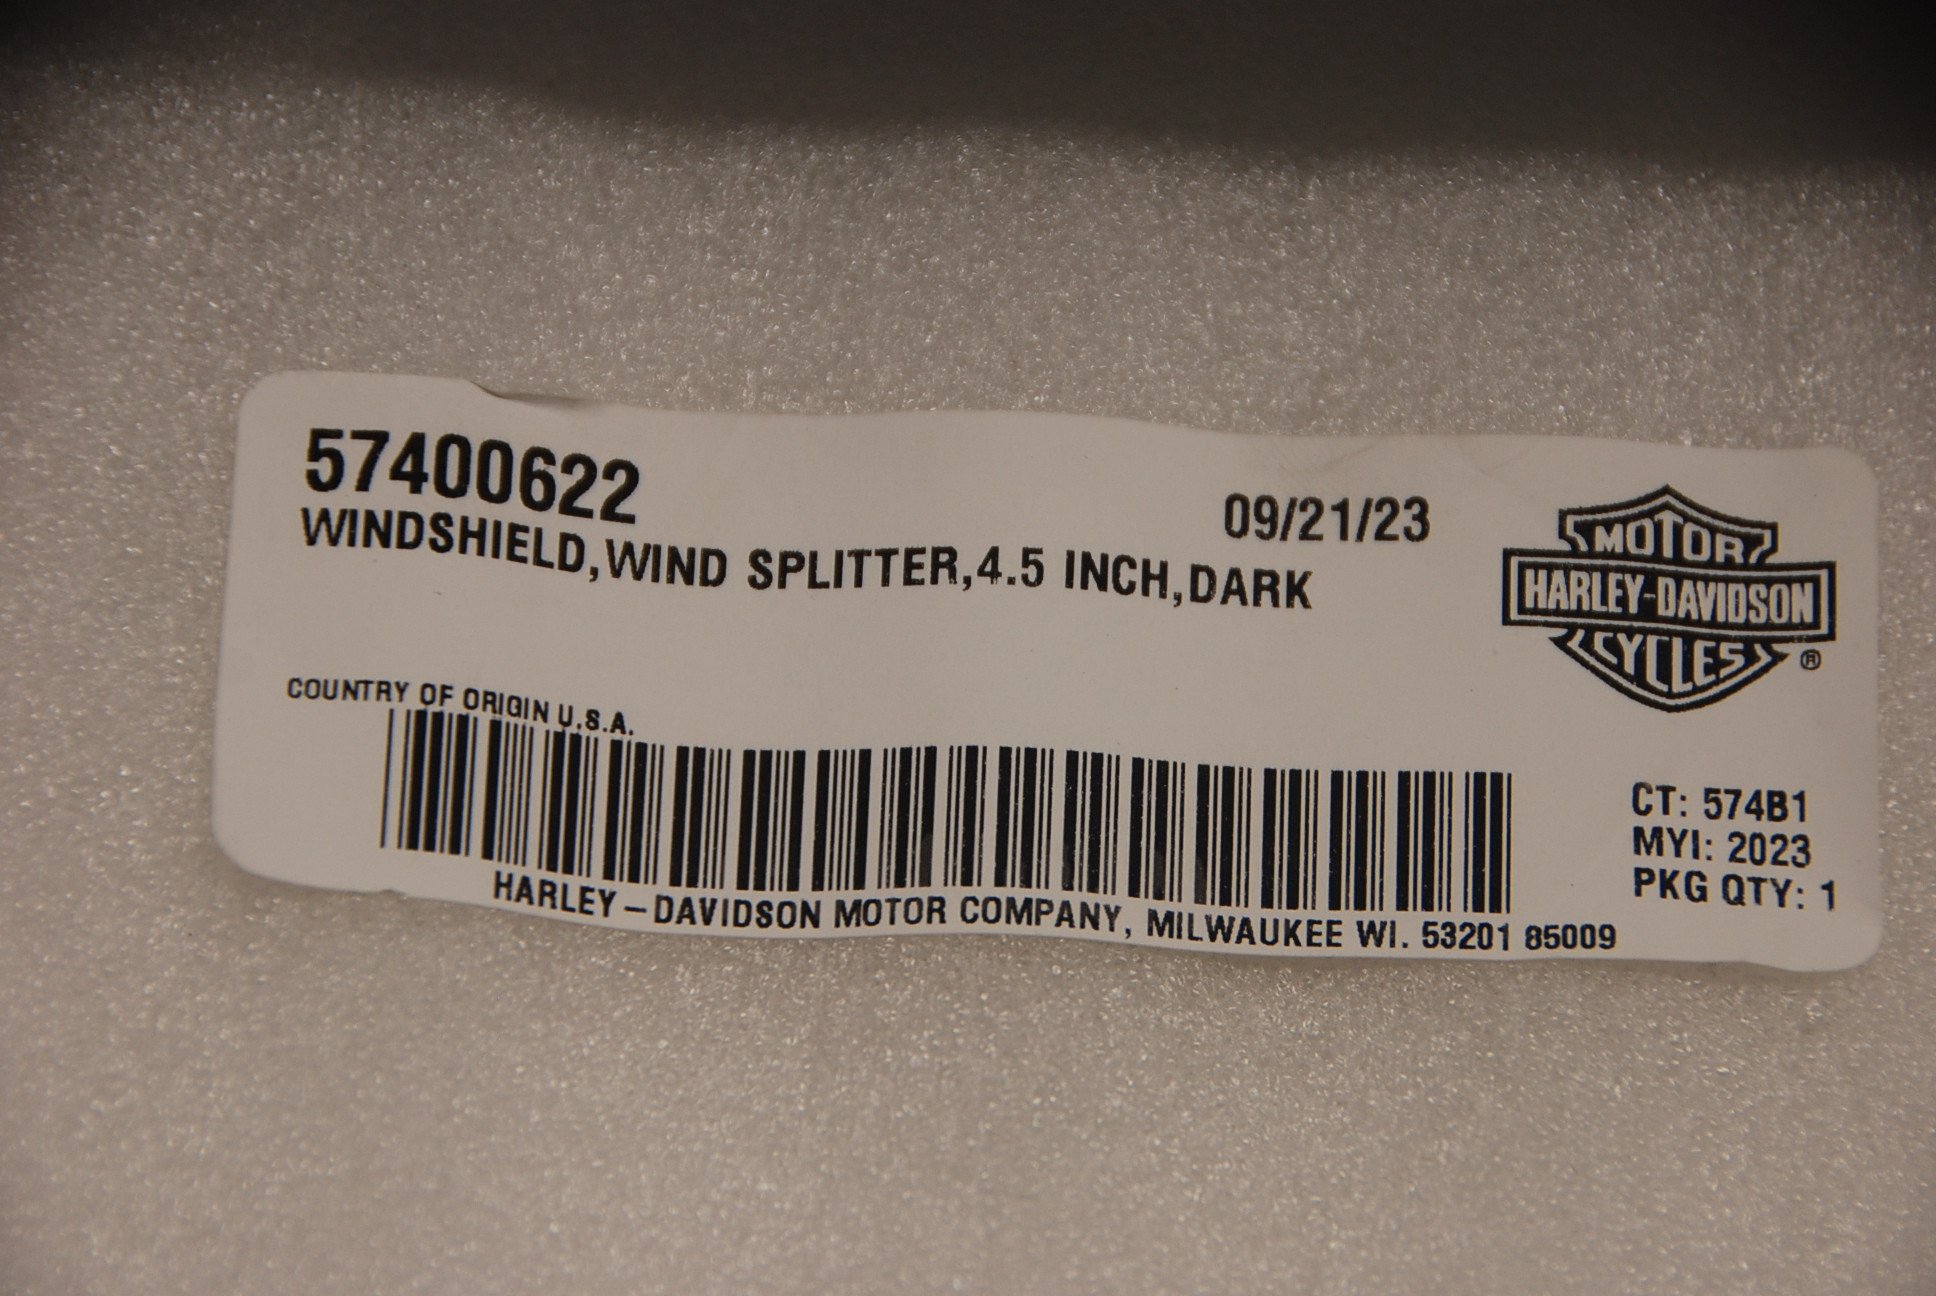 57400622
09/21/23
WINDSHIELD,WIND SPLITTER,4.5 INCH,DARK
MOTOR
HARLEY-DAVIDSON
CYCLES
®
COUNTRY OF ORIGIN U.S.A.
CT: 574B1
MYI: 2023
PKG QTY: 1
HARLEY–DAVIDSON MOTOR COMPANY, MILWAUKEE WI. 53201 85009